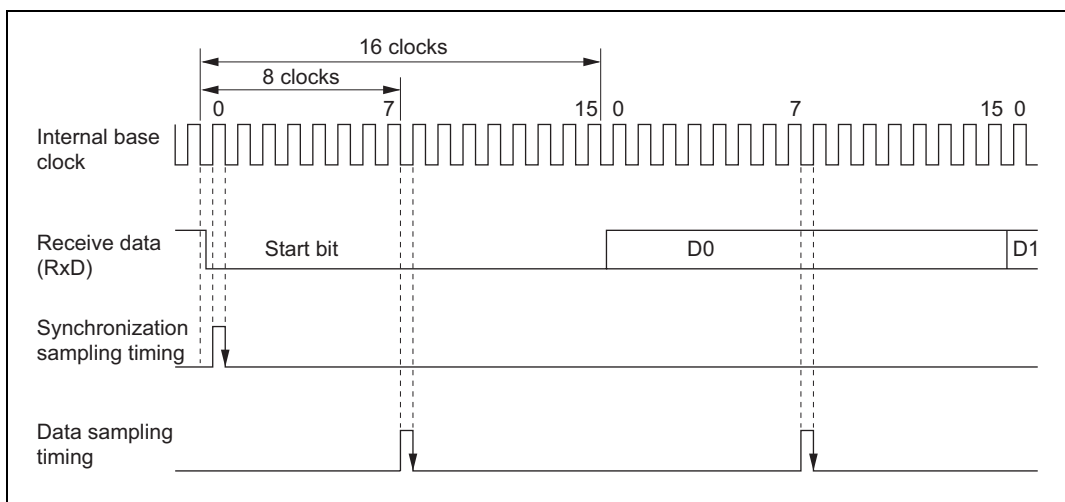 16 clocks
8 clocks
0 7 15 0 7 15 0
Internal base
clock
Receive data
(RxD)
Start bit D0 D1
Synchronization
sampling timing
Data sampling
timing